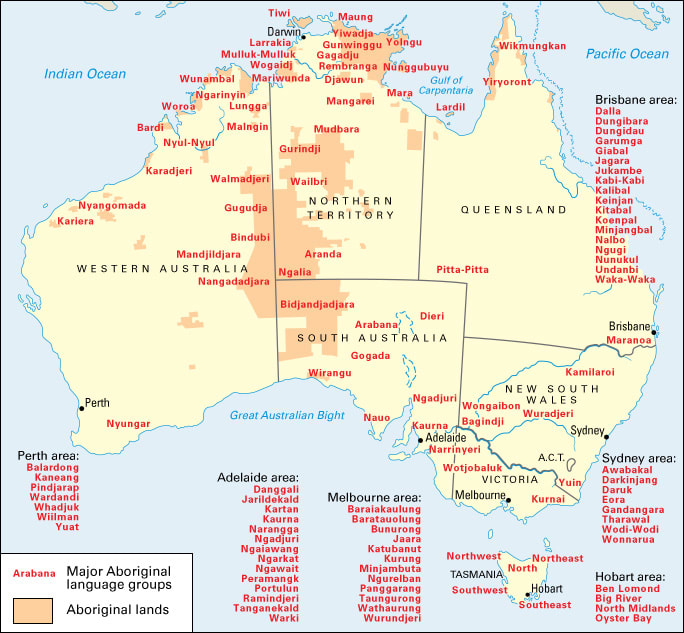 Tiwi
Maung
Darwin
Yiwadja
Larrakia
Gunwinggu
Yolngu
Mulluk-Mulluk
Gagadju
Wogaidj
Rembranga
Nunggubuyu
Mariwunda
Djawun
Wikmungkan
Pacific Ocean
Indian Ocean
Wunambal
Ngarinyin
Woroa
Lungga
Mangarei
Mara
Gulf of
Carpentaria
Lardil
Yiryoront
Bardi
Malngin
Mudbara
Nyul-Nyul
Gurindji
Karadjeri
Walmadjeri
Wailbri
Nyangomada
Kariera
Gugudja
NORTHERN
TERRITORY
QUEENSLAND
Bindubi
Mandjildjara
Aranda
WESTERN AUSTRALIA
Ngalia
Nangadadjara
Pitta-Pitta
Bidjandjadjara
Dieri
Arabana
SOUTH AUSTRALIA
Gogada
Wirangu
Brisbane area:
Dalla
Dungibara
Dungidau
Garumga
Giabal
Jagara
Jukambe
Kabi-Kabi
Kalibal
Keinjan
Kitabal
Koenpal
Minjangbal
Nalbo
Ngugi
Nunukul
Undanbi
Waka-Waka
Brisbane
Maranoa
Kamilaroi
NEW SOUTH
WALES
Ngadjuri
Wongaibon
Wuradjeri
Bagindji
Nauo
Kaurna
Adelaide
Narrinyeri
Sydney
A.C.T.
Wotjobaluk
VICTORIA
Yuin
Melbourne
Kurnai
Perth
Nyungar
Great Australian Bight
Perth area:
Balardong
Kaneang
Pindjarap
Wardandi
Whadjuk
Wiilman
Yuat
Adelaide area:
Danggali
Jarildekald
Kartan
Kaurna
Narangga
Ngadjuri
Ngaiawang
Ngarkat
Ngawait
Peramangk
Portulun
Ramindjeri
Tanganekald
Warki
Melbourne area:
Baraiakaulung
Baratauolung
Bunurong
Jaara
Katubanut
Kurung
Minjambuta
Ngurelban
Panggarang
Taungurong
Wathaurung
Wurundjeri
Sydney area:
Awabakal
Darkinjang
Daruk
Eora
Gandangara
Tharawal
Wodi-Wodi
Wonnarua
Northwest
Northeast
North
TASMANIA
Southwest
Hobart
Southeast
Hobart area:
Ben Lomond
Big River
North Midlands
Oyster Bay
Arabana
Major Aboriginal
language groups
Aboriginal lands